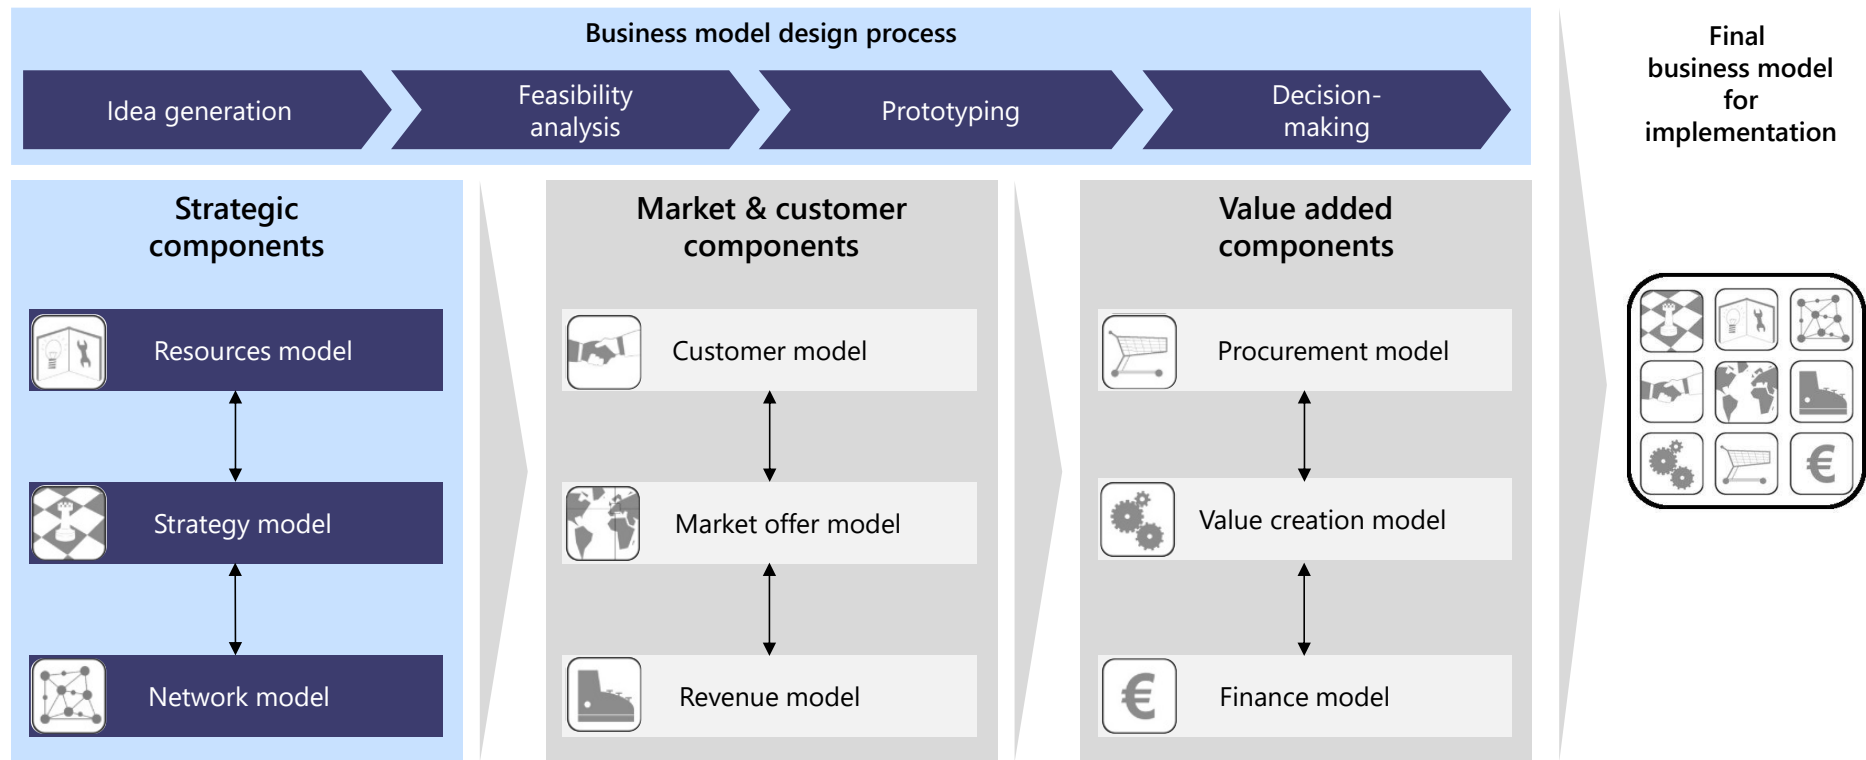 Business model design process
Idea generation
Feasibility
analysis
Prototyping
Decision-
making
Final
business model
for
implementation
Strategic
components
Resources model
Strategy model
Network model
Market & customer
components
Customer model
Market offer model
Revenue model
Value added
components
Procurement model
Value creation model
€
Finance model
€